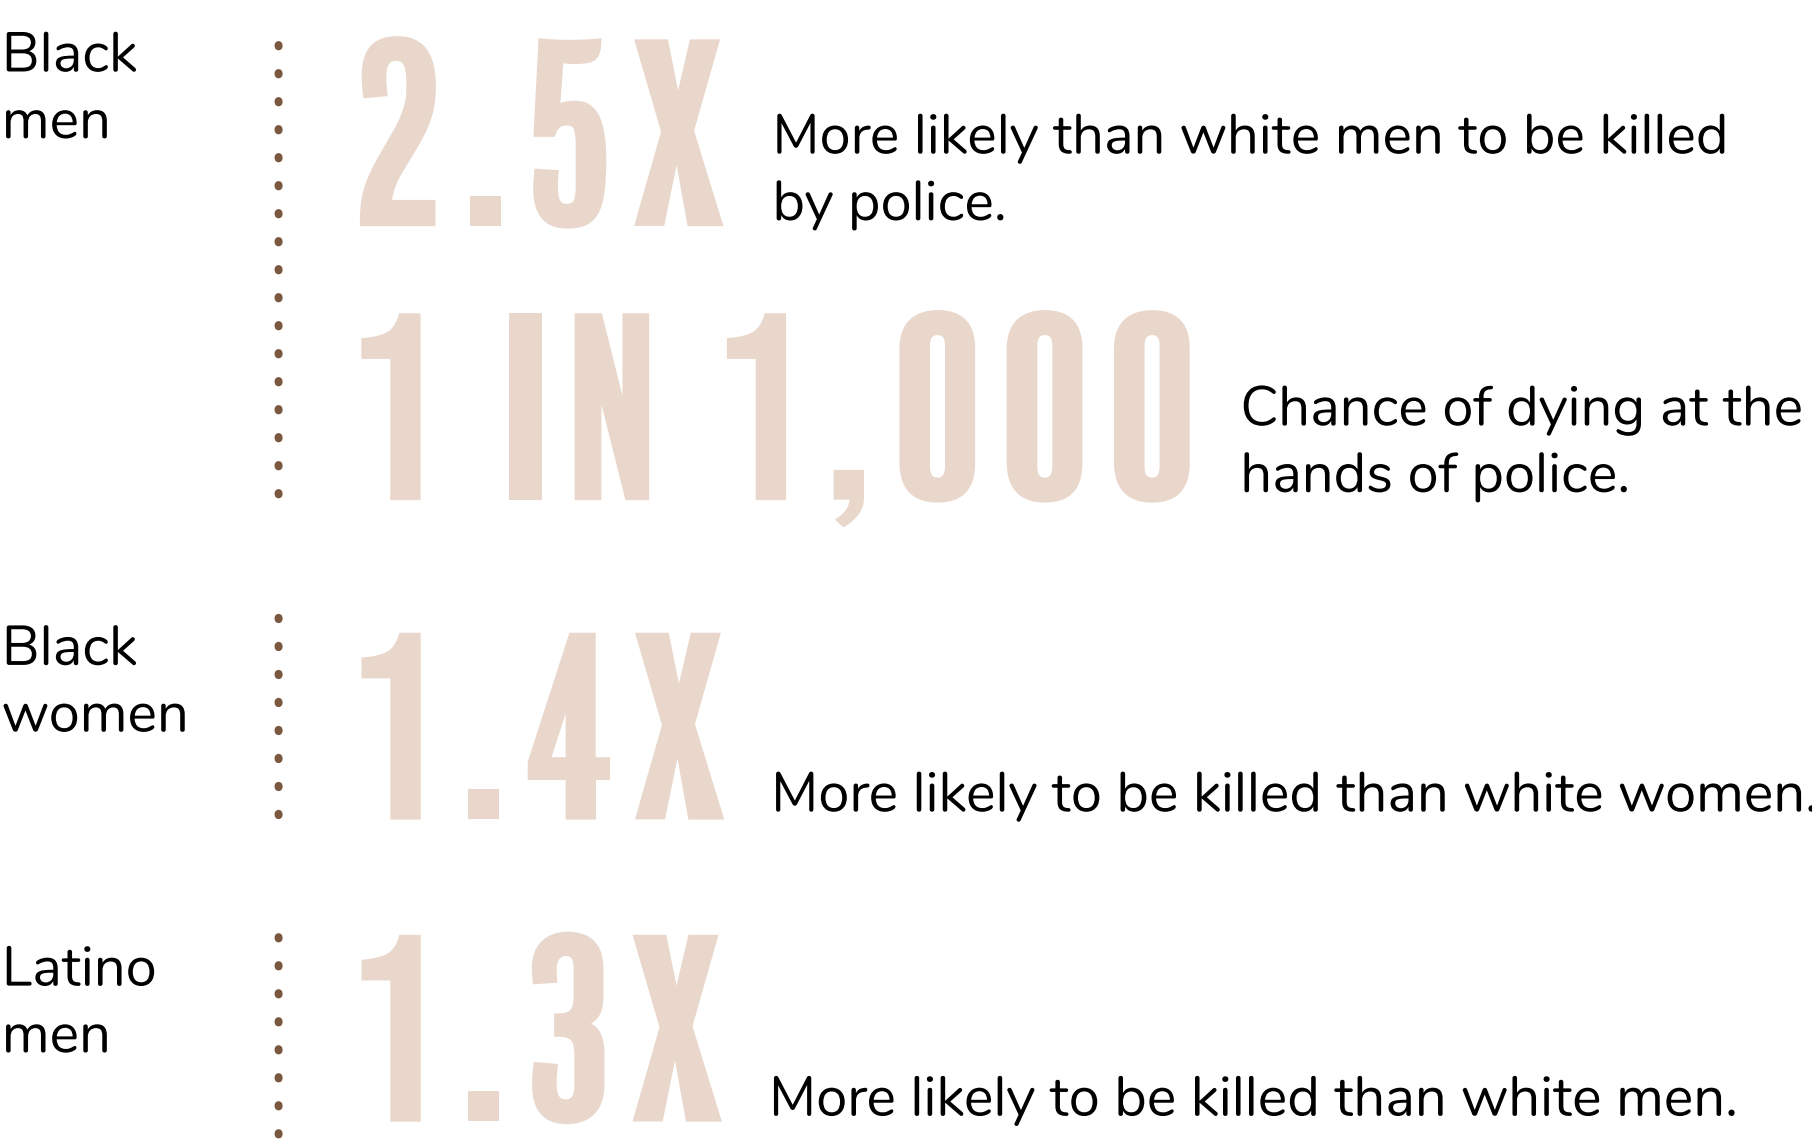 Black
men
2.5X
More likely than white men to be killed
by police.
1 IN 1,000
Chance of dying at the
hands of police.
Black
women
1.4X
More likely to be killed than white women.
Latino
men
1.3X
More likely to be killed than white men.